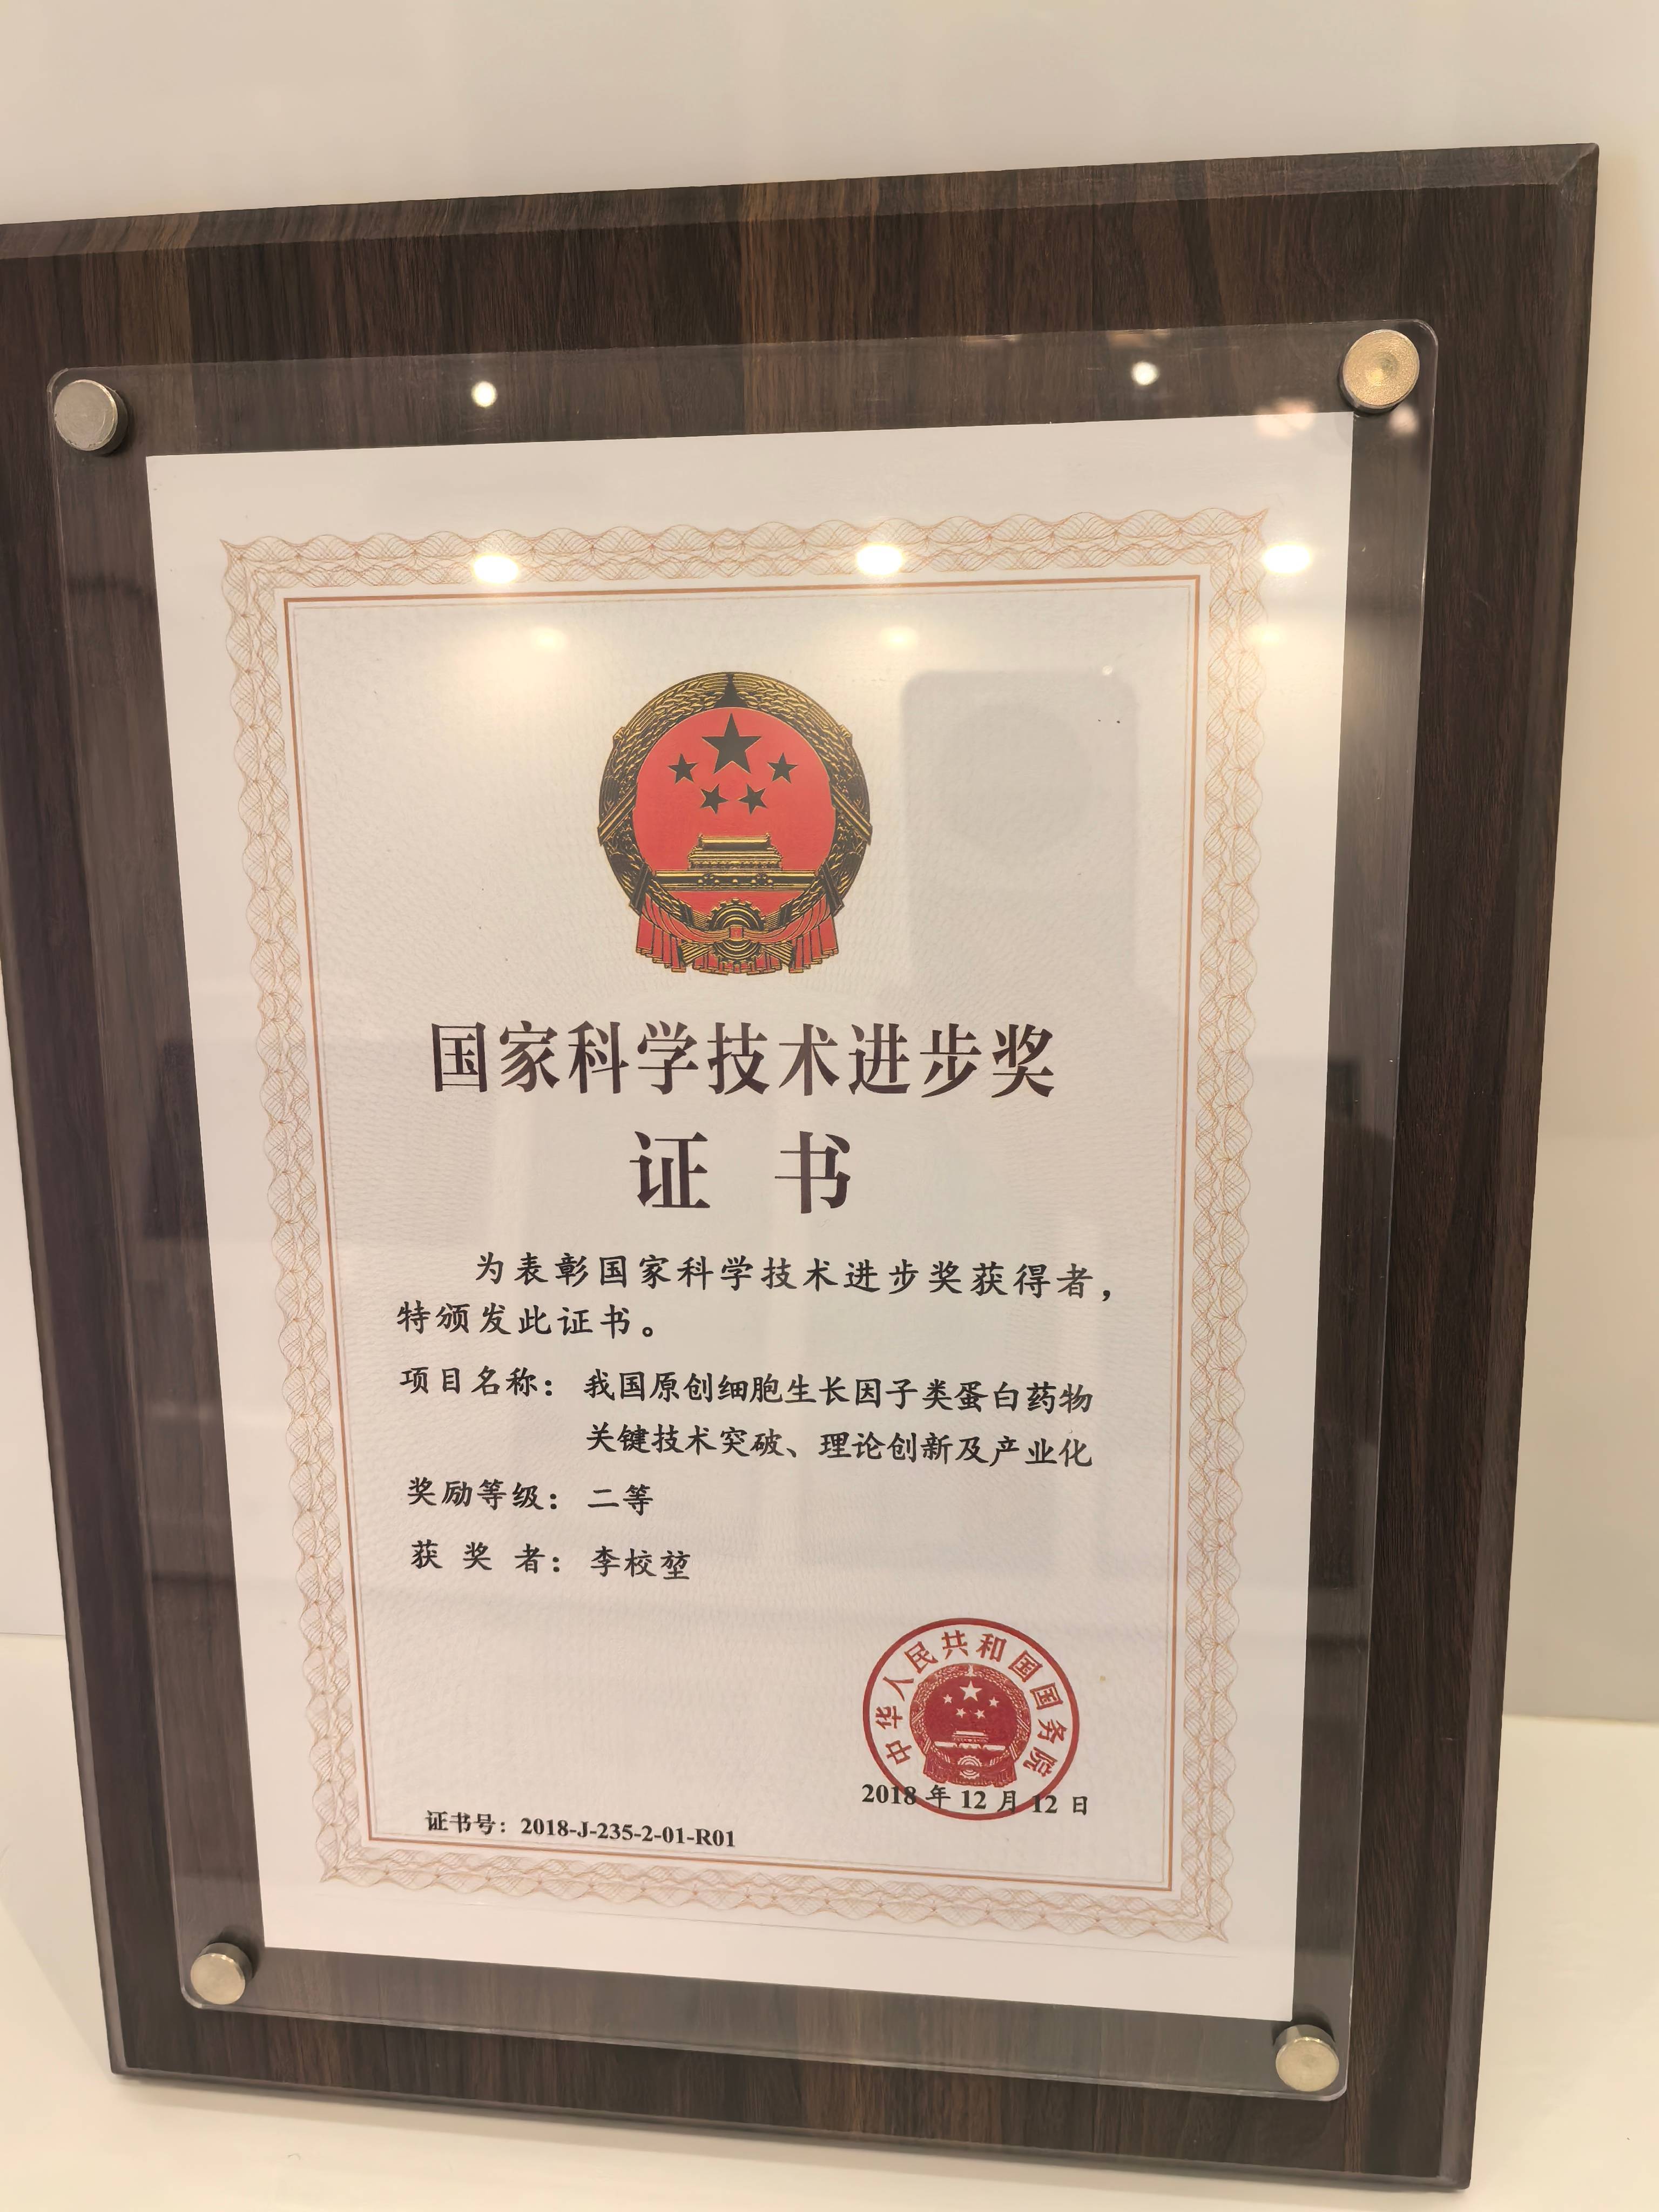 国家科学技术进步奖
证 书
为表彰国家科学技术进步奖获得者，
特颁发此证书。
项目名称： 我国原创细胞生长因子类蛋白药物
关键技术突破、理论创新及产业化
奖励等级： 二等
获 奖 者： 李校堃
中华人民共和国国务院
2018 年 12 月 12 日
证书号： 2018-J-235-2-01-R01